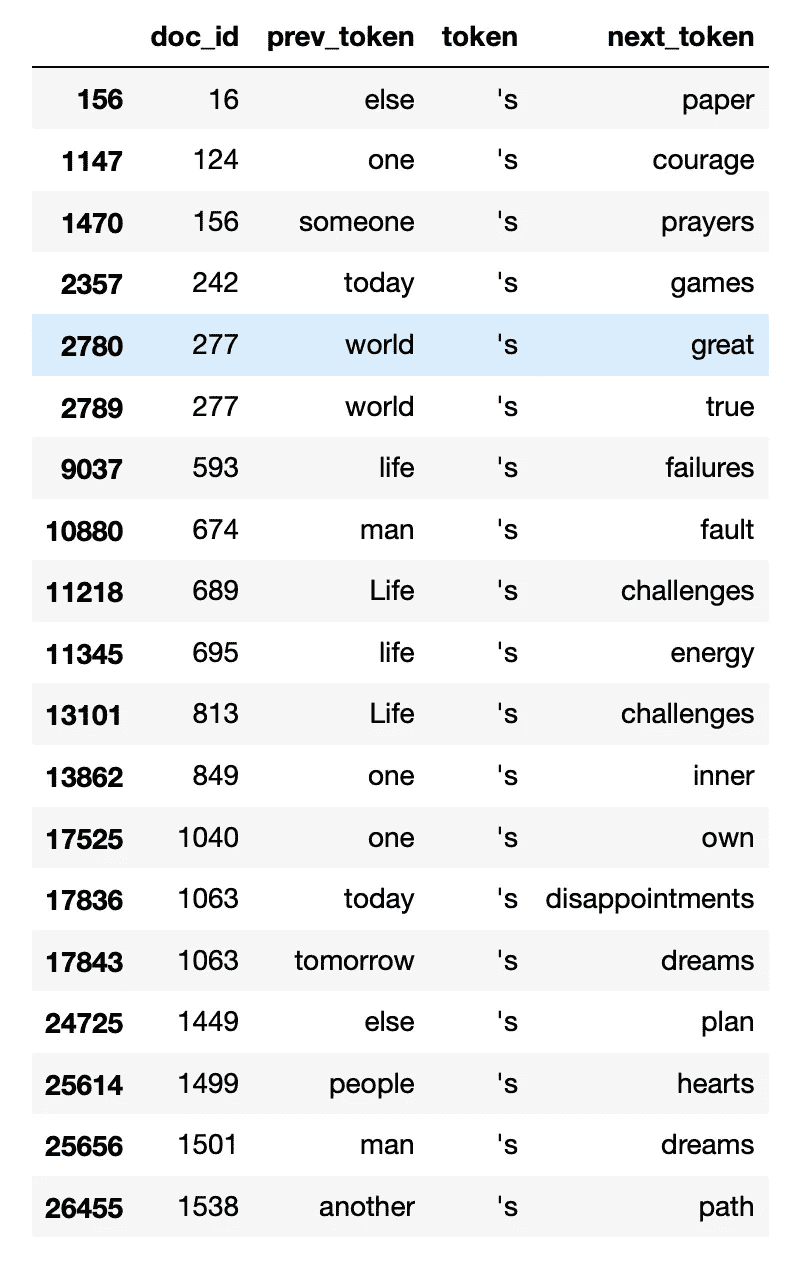 doc_id prev_token token next_token
156 16 else 's paper
1147 124 one 's courage
1470 156 someone 's prayers
2357 242 today 's games
2780 277 world 's great
2789 277 world 's true
9037 593 life 's failures
10880 674 man 's fault
11218 689 Life 's challenges
11345 695 life 's energy
13101 813 Life 's challenges
13862 849 one 's inner
17525 1040 one 's own
17836 1063 today 's disappointments
17843 1063 tomorrow 's dreams
24725 1449 else 's plan
25614 1499 people 's hearts
25656 1501 man 's dreams
26455 1538 another 's path